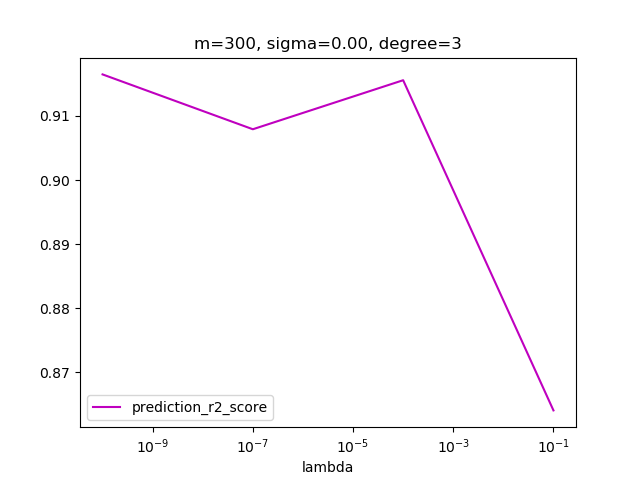 m=300, sigma=0.00, degree=3
0.91
0.90
0.89
0.88
0.87
prediction_r2_score
10⁻⁹ 10⁻⁷ 10⁻⁵ 10⁻³ 10⁻¹
lambda